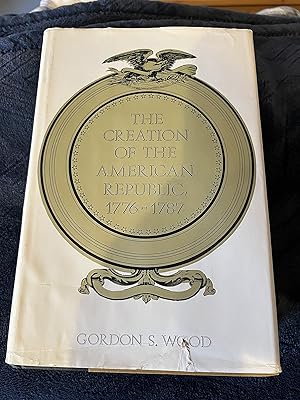 THE
CREATION
OF THE
AMERICAN
REPUBLIC,
1776-1787
GORDON S. WOOD